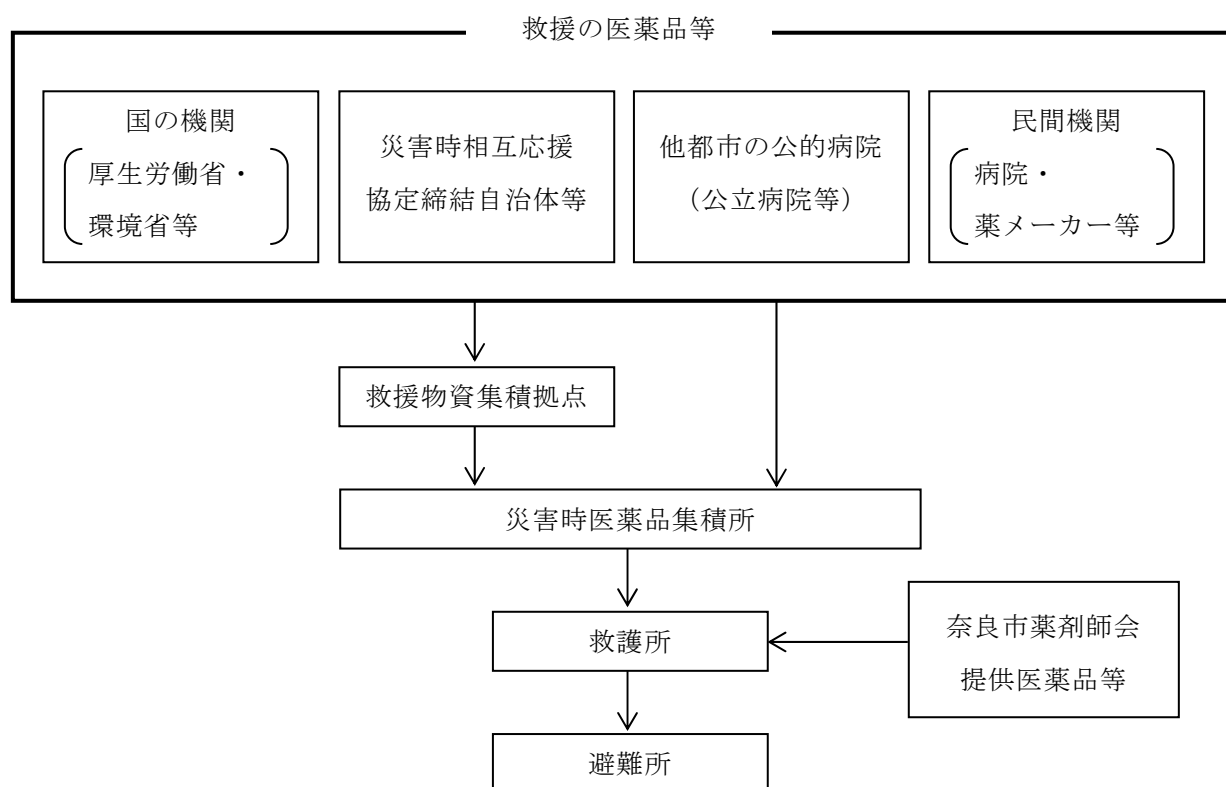 救援の医薬品等
国の機関
厚生労働省・
環境省等
災害時相互応援
協定締結自治体等
他都市の公的病院
（公立病院等）
民間機関
病院・
薬メーカー等
救援物資集積拠点
災害時医薬品集積所
救護所
奈良市薬剤師会
提供医薬品等
避難所